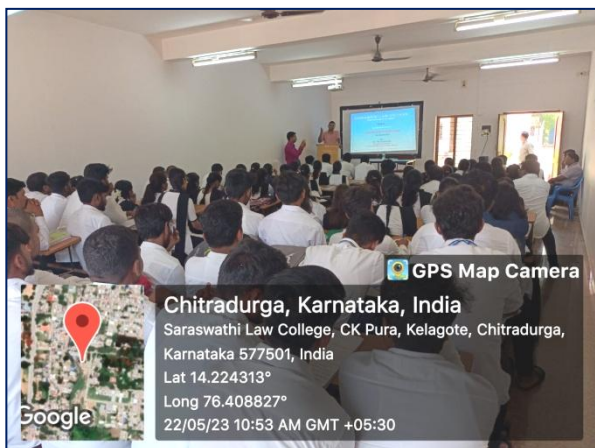 GPS Map Camera
Chitradurga, Karnataka, India
Saraswathi Law College, CK Pura, Kelagote, Chitradurga,
Karnataka 577501, India
Lat 14.224313°
Long 76.408827°
22/05/23 10:53 AM GMT +05:30
Google